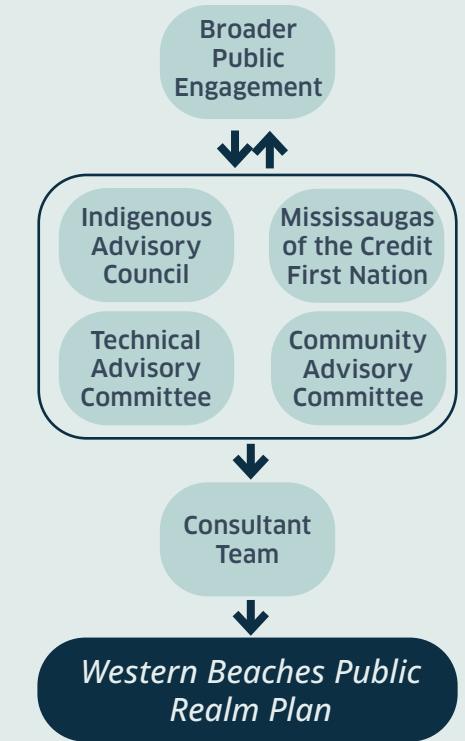 Broader
Public
Engagement
Indigenous
Advisory
Council
Mississaugas
of the Credit
First Nation
Technical
Advisory
Committee
Community
Advisory
Committee
Consultant
Team
Western Beaches Public
Realm Plan